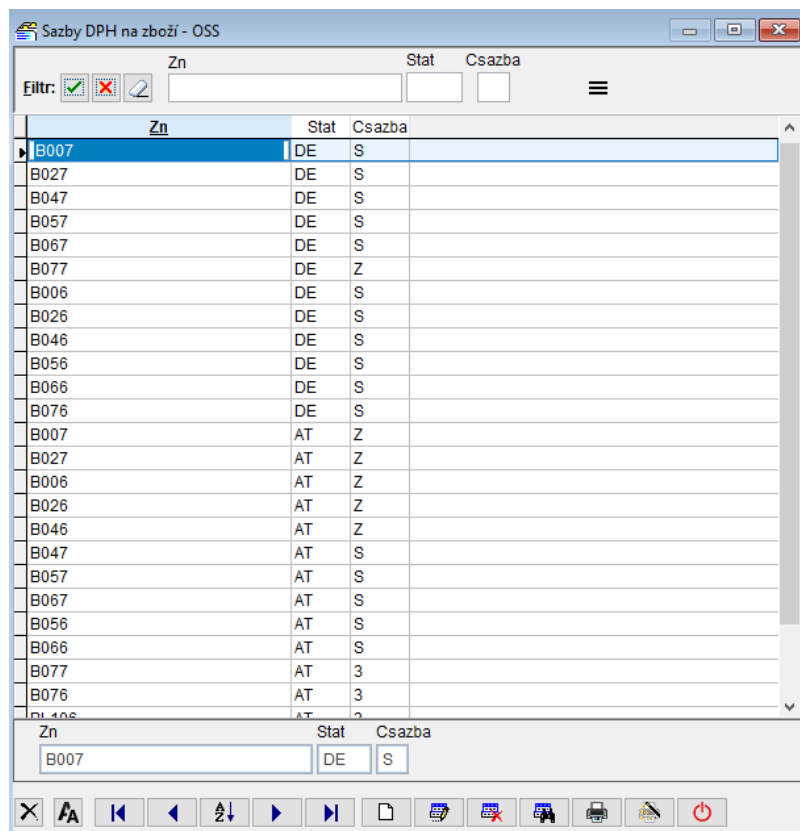 Sazby DPH na zboží - OSS
Zn Stat Csazba
Filtr:
Zn Stat Csazba
B007 DE S
B027 DE S
B047 DE S
B057 DE S
B067 DE S
B077 DE Z
B006 DE S
B026 DE S
B046 DE S
B056 DE S
B066 DE S
B076 DE S
B007 AT Z
B027 AT Z
B006 AT Z
B026 AT Z
B046 AT Z
B047 AT S
B057 AT S
B067 AT S
B056 AT S
B066 AT S
B077 AT 3
B076 AT 3
Zn Stat Csazba
B007 DE S